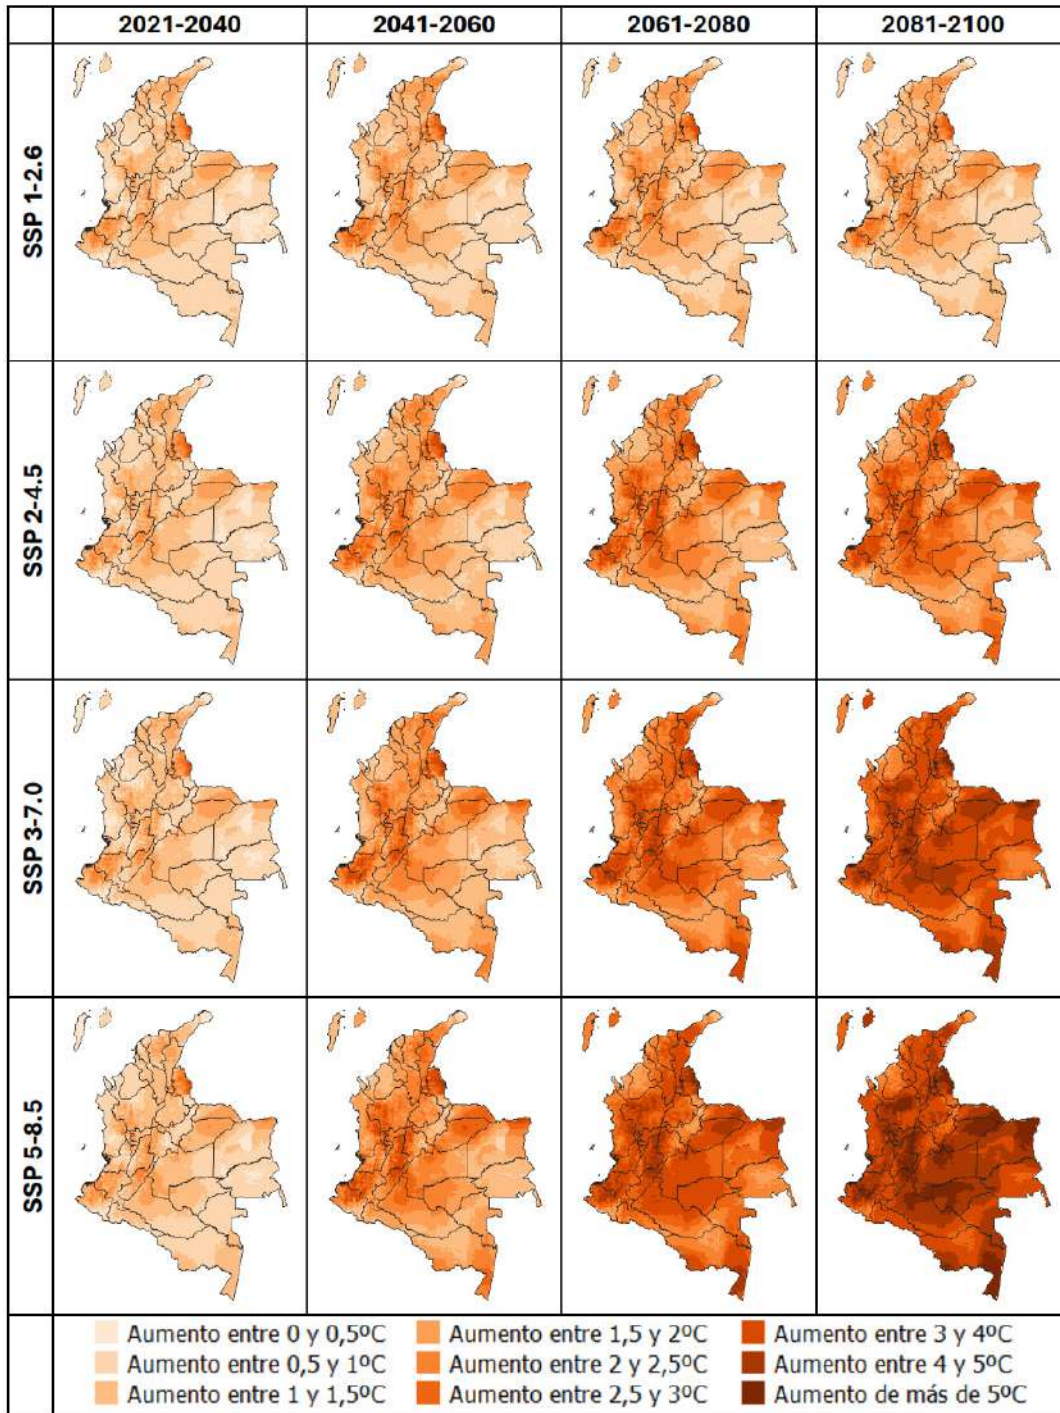 2021-2040 2041-2060 2061-2080 2081-2100
SSP 1-2.6
SSP 2-4.5
SSP 3-7.0
SSP 5-8.5
Aumento entre 0 y 0,5ºC Aumento entre 1,5 y 2ºC Aumento entre 3 y 4ºC
Aumento entre 0,5 y 1ºC Aumento entre 2 y 2,5ºC Aumento entre 4 y 5ºC
Aumento entre 1 y 1,5ºC Aumento entre 2,5 y 3ºC Aumento de más de 5ºC